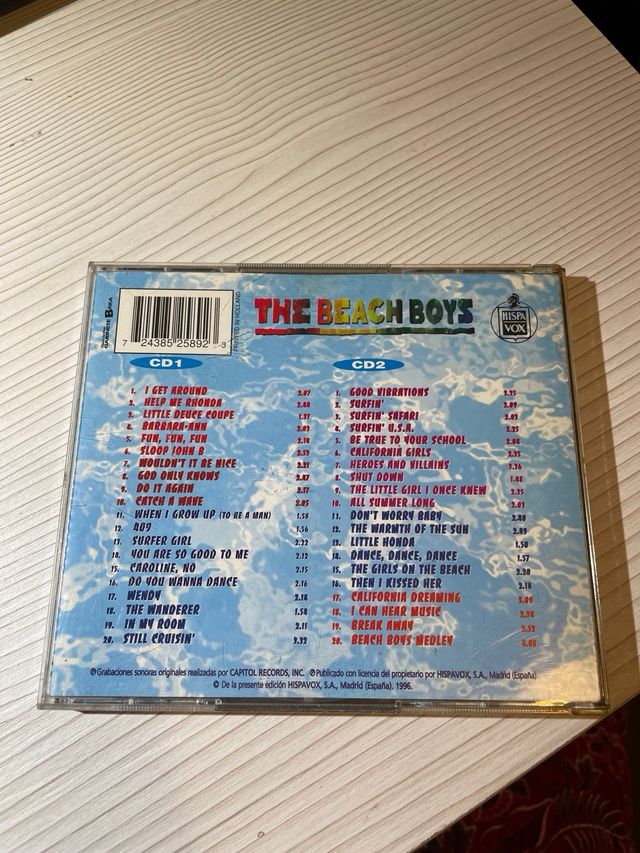 GABINETE BREA
7 24385 25892 3
PRINTED IN HOLLAND
THE BEACH BOYS
HISPA
VOX
CD1
1. I GET AROUND 2.07
2. HELP ME RHONDA
3. LITTLE DEUCE COUPE 1.37
4. BARBARA-ANN 2.03
5. FUN, FUN, FUN 2.18
6. SLOOP JOHN B
7. WOULDN'T IT BE NICE 2.21
8. GOD ONLY KNOWS 2.47
9. DO IT AGAIN 2.17
10. CATCH A WAVE 2.05
11. WHEN I GROW UP (TO BE A MAN) 1.58
12. 409 1.56
13. SURFER GIRL 2.22
14. YOU ARE SO GOOD TO ME 2.12
15. CAROLINE, NO 2.15
16. DO YOU WANNA DANCE 2.16
17. WENDY 2.14
18. THE WANDERER 1.58
19. IN MY ROOM 2.11
20. STILL CRUISIN' 3.32
CD2
1. GOOD VIBRATIONS 3.35
2. SURFIN' 2.09
3. SURFIN' SAFARI 2.03
4. SURFIN' U.S.A. 2.25
5. BE TRUE TO YOUR SCHOOL 2.04
6. CALIFORNIA GIRLS 2.35
7. HEROES AND VILLAINS 3.36
8. SHUT DOWN 1.48
9. THE LITTLE GIRL I ONCE KNEW 2.35
10. ALL SUMMER LONG 2.03
11. DON'T WORRY BABY 2.40
12. THE WARMTH OF THE SUN 2.49
13. LITTLE HONDA 1.50
14. DANCE, DANCE, DANCE 1.57
15. THE GIRLS ON THE BEACH 2.20
16. THEN I KISSED HER 2.14
17. CALIFORNIA DREAMING
18. I CAN HEAR MUSIC
19. BREAK AWAY
20. BEACH BOYS MEDLEY
℗Grabaciones sonoras originales realizadas por CAPITOL RECORDS, INC. ℗Publicado con licencia del propietario por HISPAVOX, S.A., Madrid (España)
© De la presente edición HISPAVOX, S.A., Madrid (España). 1996.